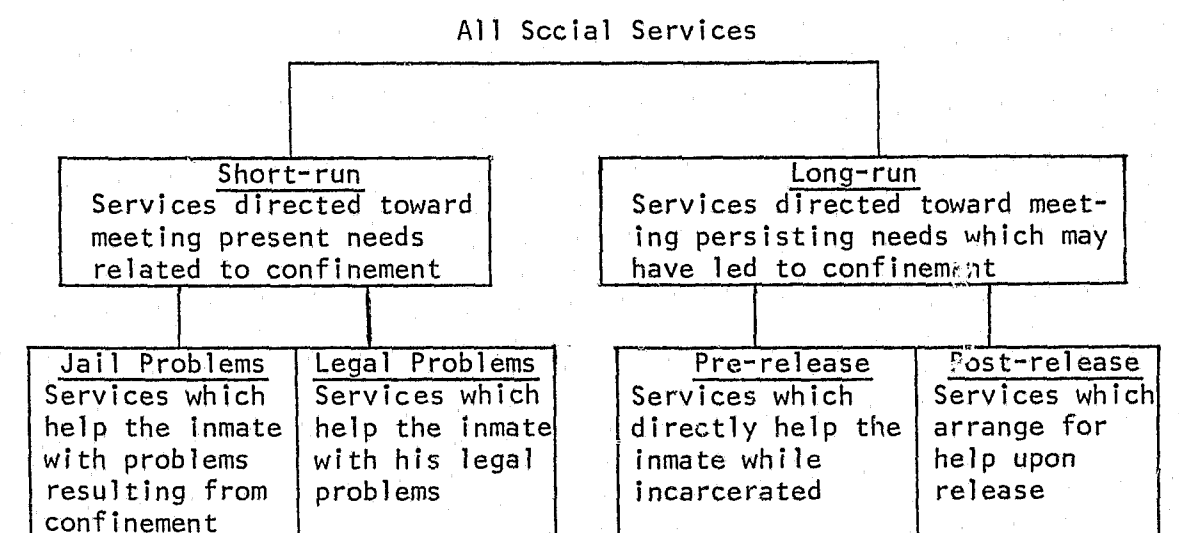 All Sccial Services
Short-run
Services directed toward
meeting present needs
related to confinement
Long-run
Services directed toward meet-
ing persisting needs which may
have led to confinement
Jail Problems
Services which
help the inmate
with problems
resulting from
confinement
Legal Problems
Services which
help the inmate
with his legal
problems
Pre-release
Services which
directly help the
inmate while
incarcerated
Post-release
Services which
arrange for
help upon
release